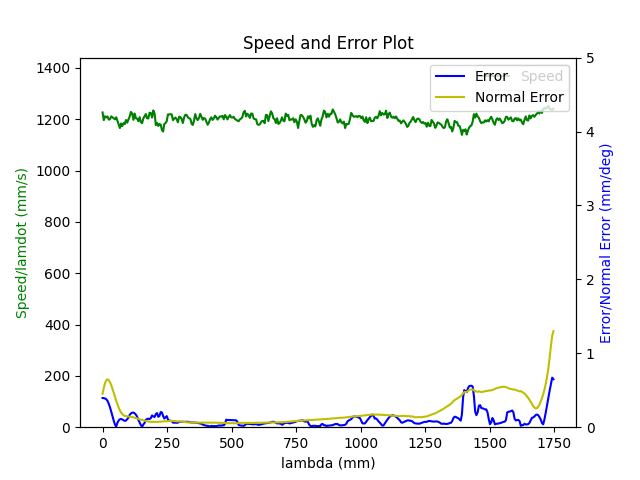 Speed and Error Plot
1400
1200
1000
800
600
400
200
0
Speed/lamdot (mm/s)
5
4
3
2
1
0
Error/Normal Error (mm/deg)
Error
Speed
Normal Error
0 250 500 750 1000 1250 1500 1750
lambda (mm)